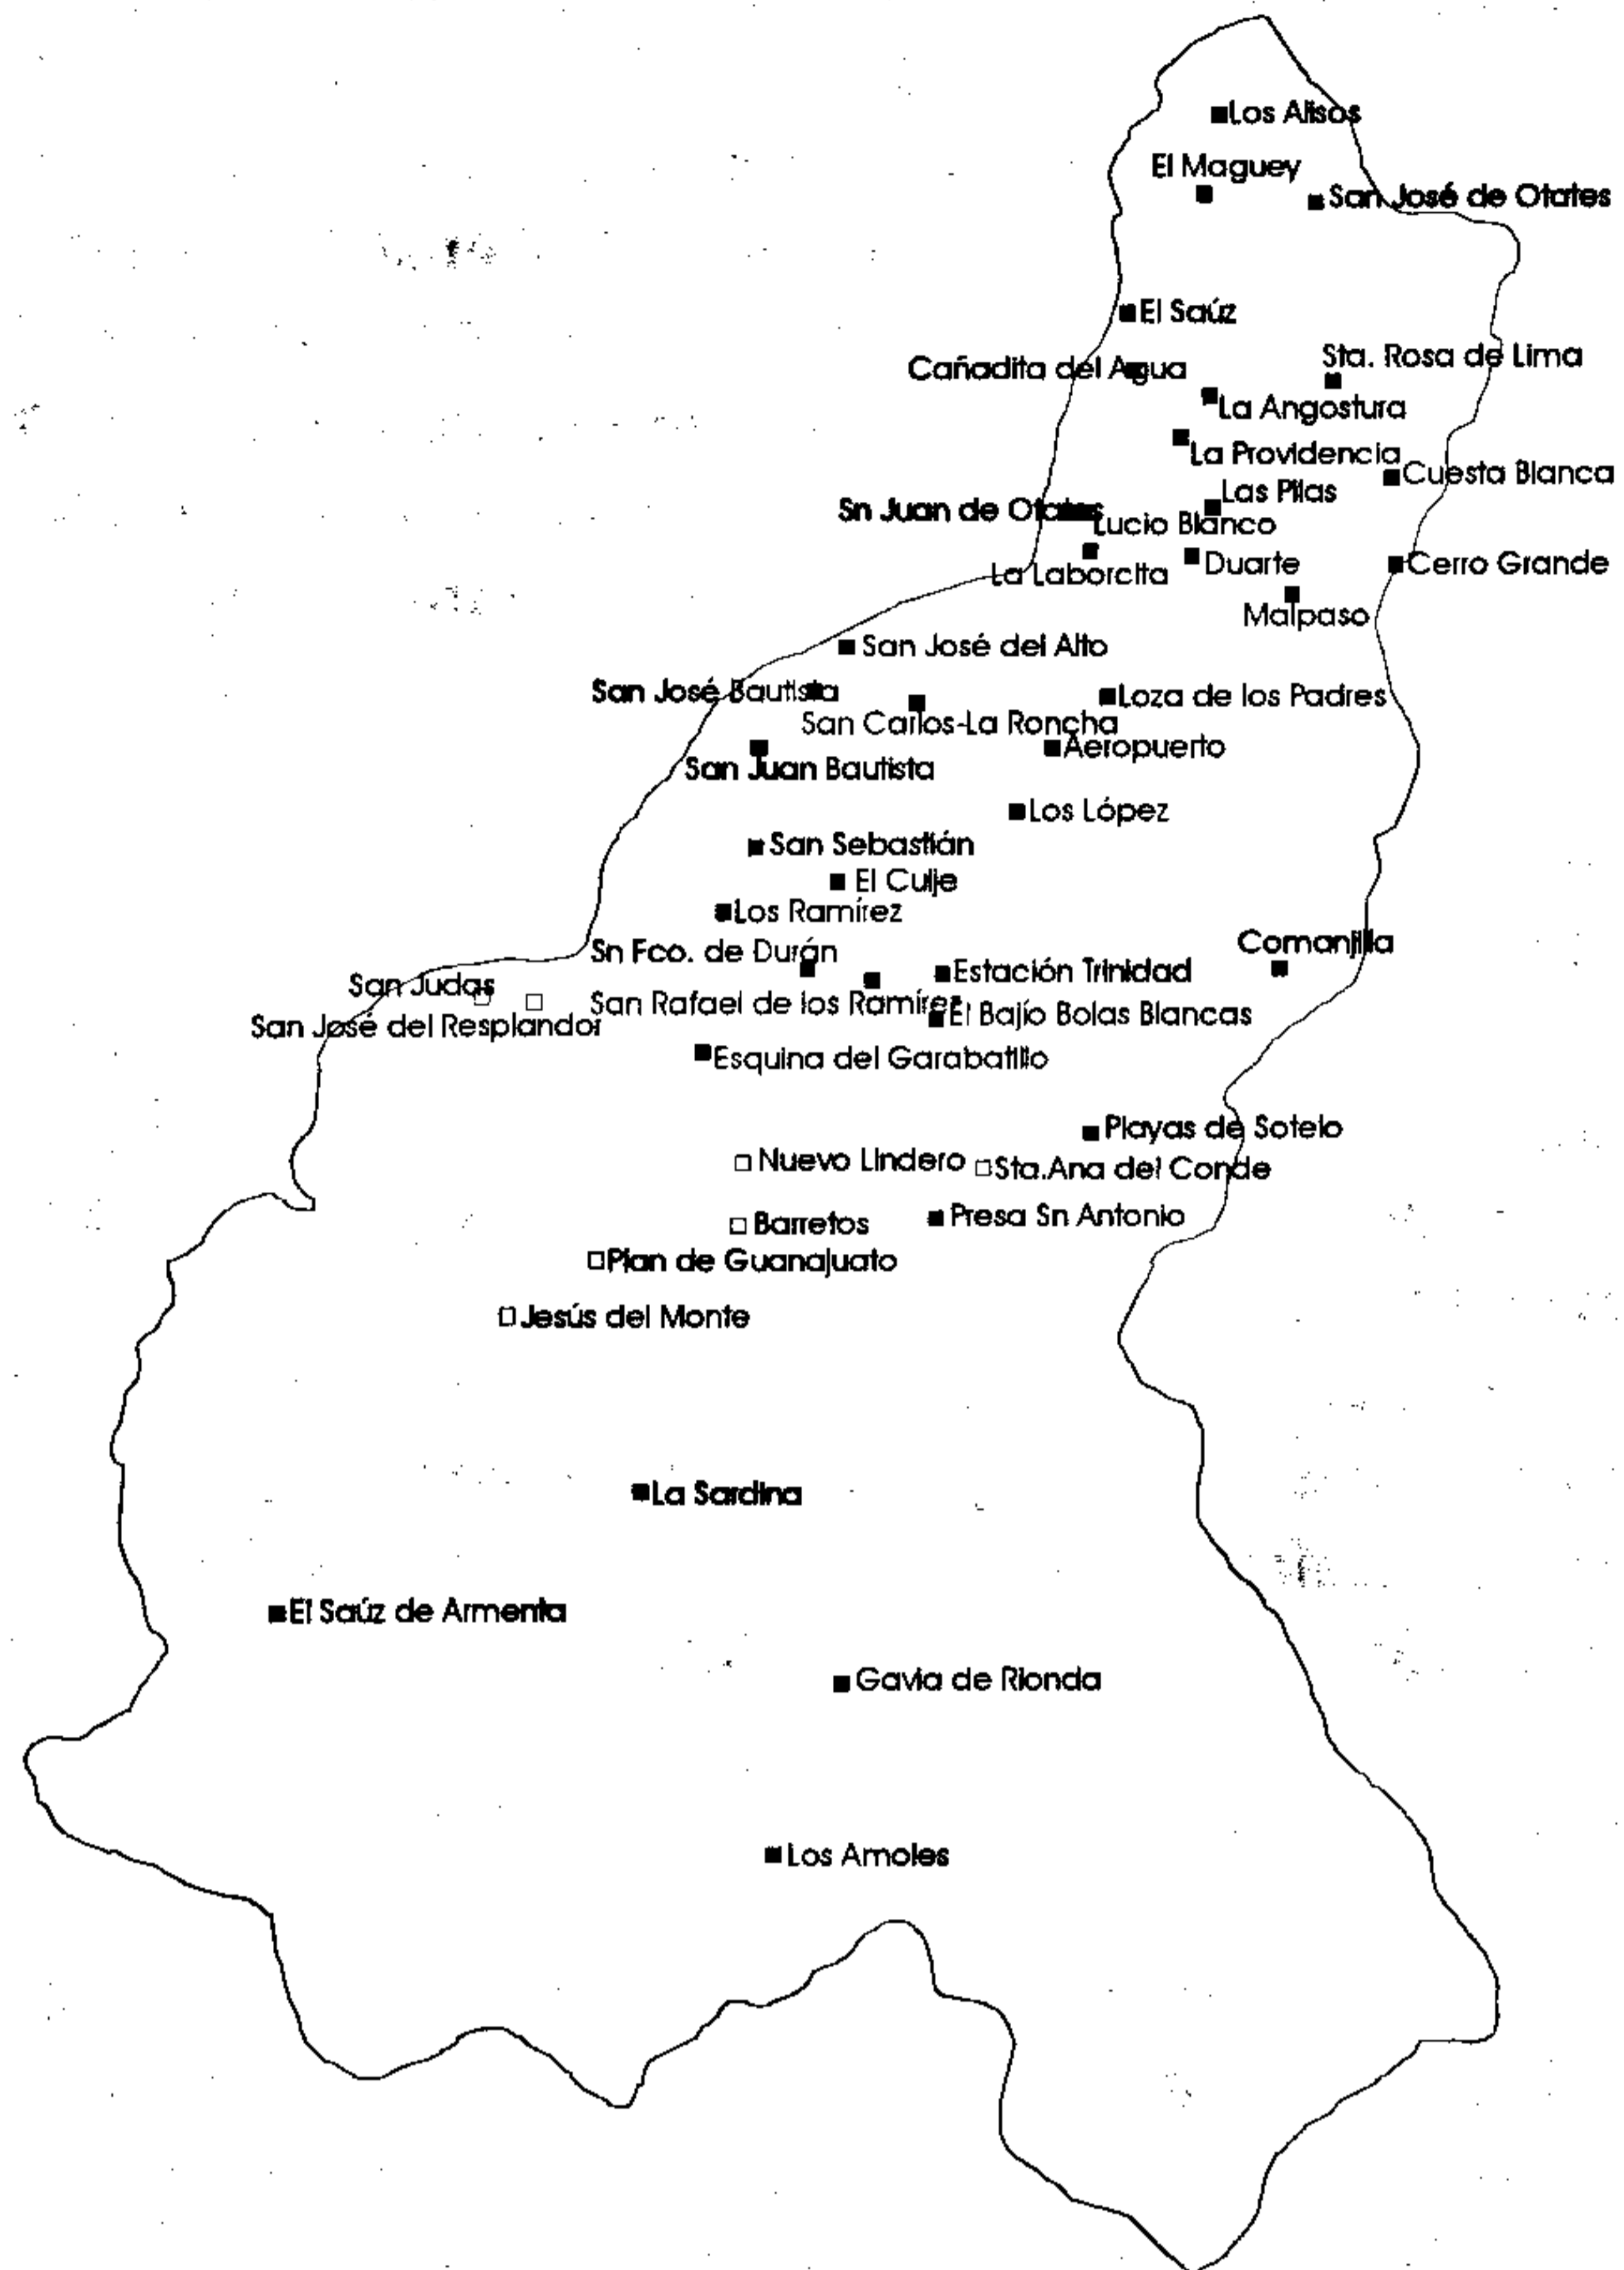 Los Alisos
El Maguey
San José de Otates
El Saúz
Sta. Rosa de Lima
Cañadita del Agua
La Angostura
La Providencia
Cuesta Blanca
Las Pilas
Sn Juan de Otates
Lucio Blanco
Duarte
Cerro Grande
La Laborcita
Malpaso
San José del Alto
San José Bautista
Loza de los Padres
San Carlos-La Roncha
Aeropuerto
San Juan Bautista
Los López
San Sebastián
El Cuije
Los Ramírez
Comanjilla
Sn Fco. de Durán
Estación Trinidad
San Judas
San Rafael de los Ramírez
El Bajío Bolas Blancas
San José del Resplandor
Esquina del Garabatillo
Playas de Sotelo
Nuevo Lindero
Sta.Ana del Conde
Presa Sn Antonio
Barretos
Plan de Guanajuato
Jesús del Monte
La Sardina
El Saúz de Armenta
Gavia de Rionda
Los Amoles